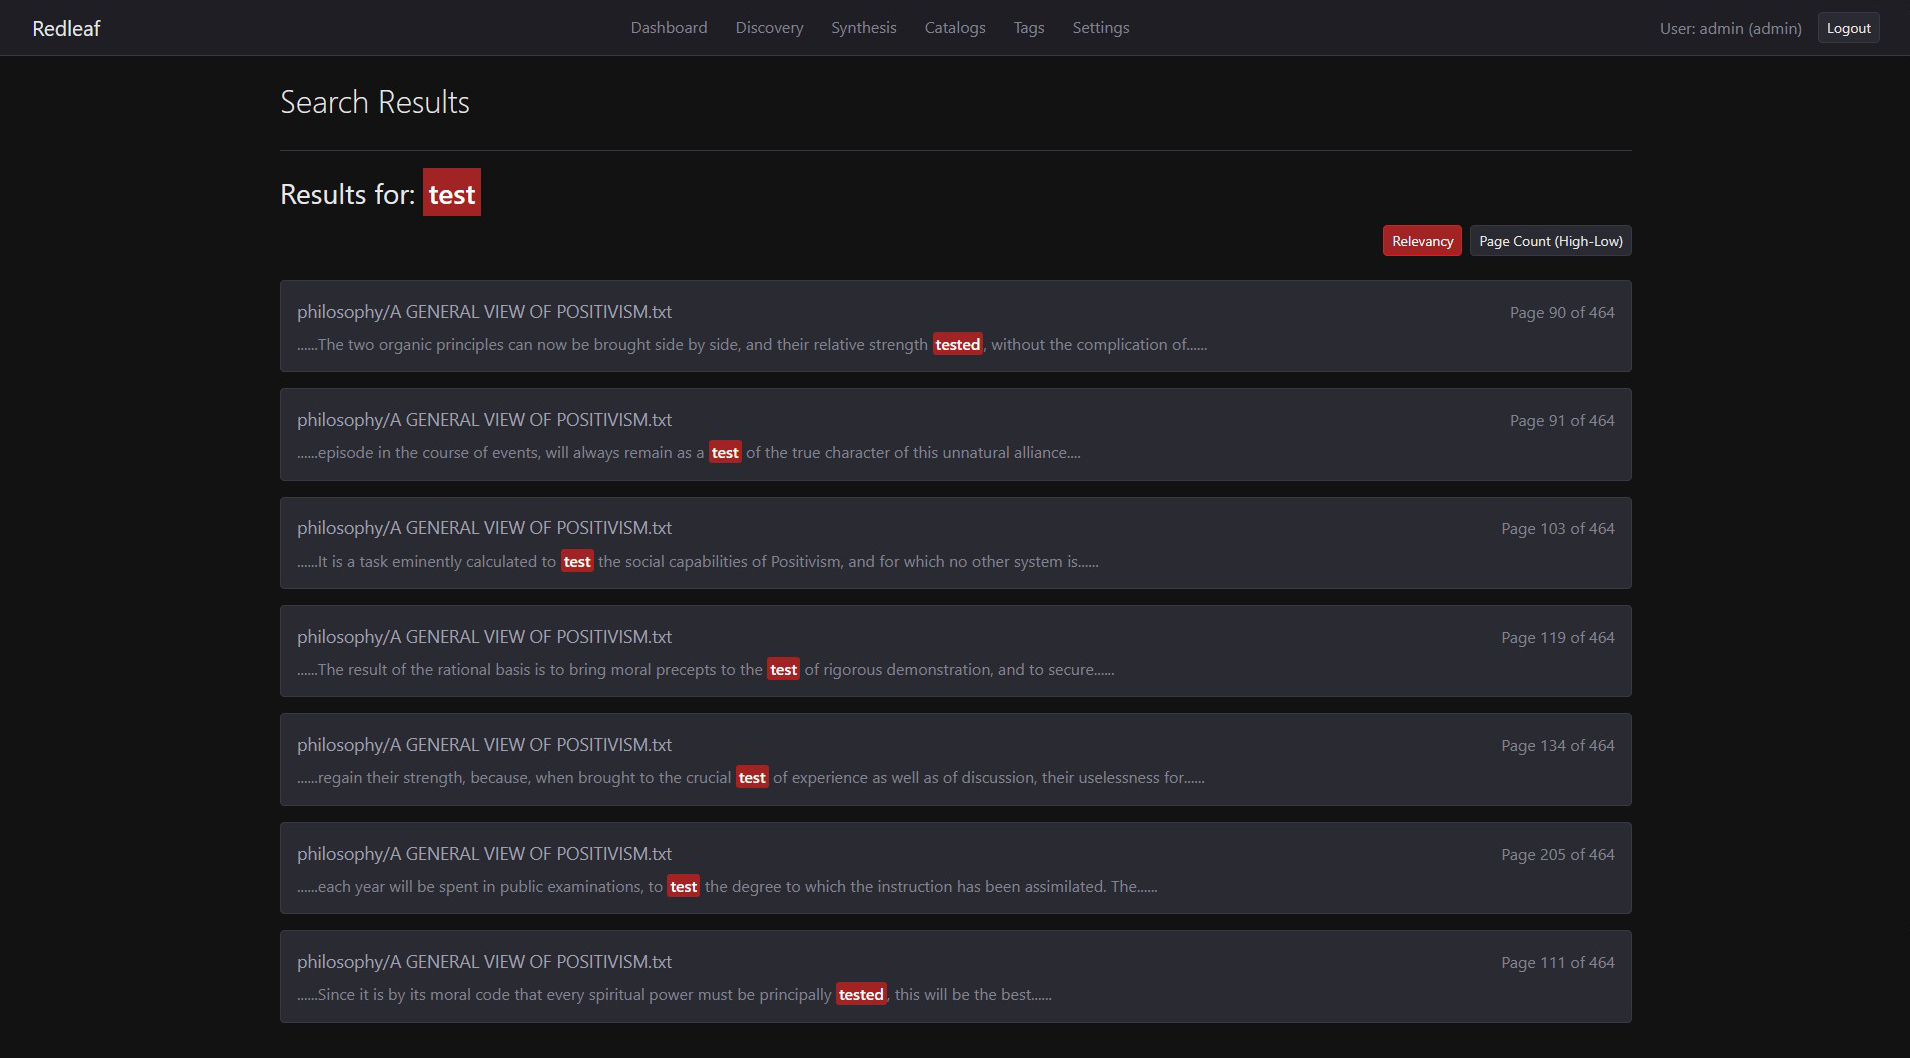 Redleaf
Dashboard Discovery Synthesis Catalogs Tags Settings
User: admin (admin) Logout
Search Results
Results for: test
Relevancy Page Count (High-Low)
philosophy/A GENERAL VIEW OF POSITIVISM.txt Page 90 of 464
......The two organic principles can now be brought side by side, and their relative strength tested, without the complication of......
philosophy/A GENERAL VIEW OF POSITIVISM.txt Page 91 of 464
......episode in the course of events, will always remain as a test of the true character of this unnatural alliance....
philosophy/A GENERAL VIEW OF POSITIVISM.txt Page 103 of 464
......It is a task eminently calculated to test the social capabilities of Positivism, and for which no other system is......
philosophy/A GENERAL VIEW OF POSITIVISM.txt Page 119 of 464
......The result of the rational basis is to bring moral precepts to the test of rigorous demonstration, and to secure......
philosophy/A GENERAL VIEW OF POSITIVISM.txt Page 134 of 464
......regain their strength, because, when brought to the crucial test of experience as well as of discussion, their uselessness for......
philosophy/A GENERAL VIEW OF POSITIVISM.txt Page 205 of 464
......each year will be spent in public examinations, to test the degree to which the instruction has been assimilated. The......
philosophy/A GENERAL VIEW OF POSITIVISM.txt Page 111 of 464
......Since it is by its moral code that every spiritual power must be principally tested, this will be the best......